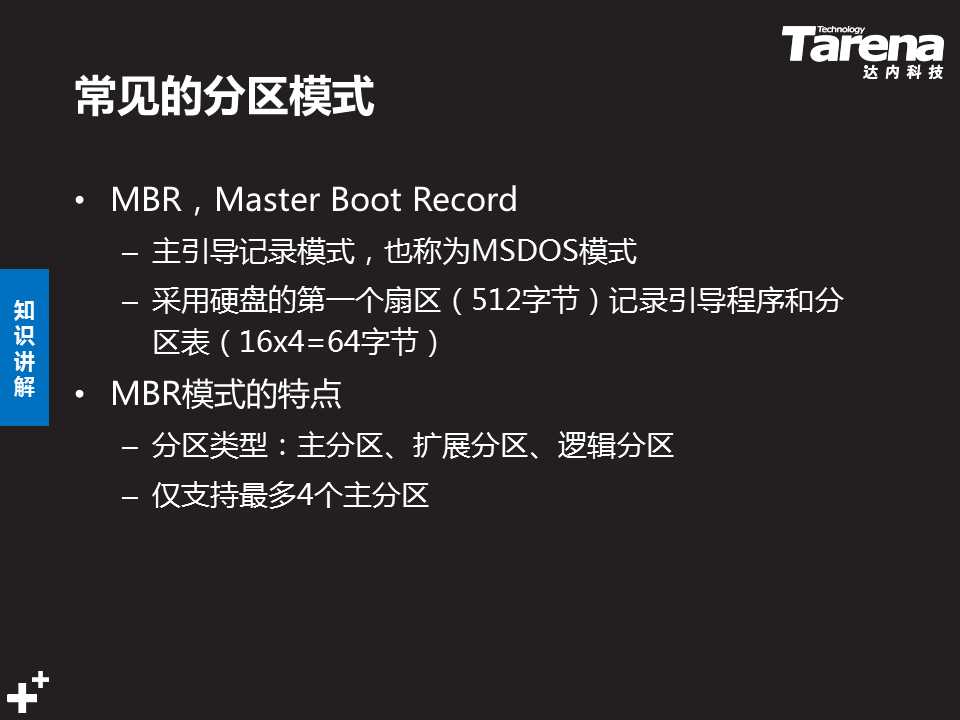 Technology
Tarena
达内科技
常见的分区模式
• MBR，Master Boot Record
– 主引导记录模式，也称为MSDOS模式
– 采用硬盘的第一个扇区（512字节）记录引导程序和分
区表（16x4=64字节）
• MBR模式的特点
– 分区类型：主分区、扩展分区、逻辑分区
– 仅支持最多4个主分区
知
识
讲
解